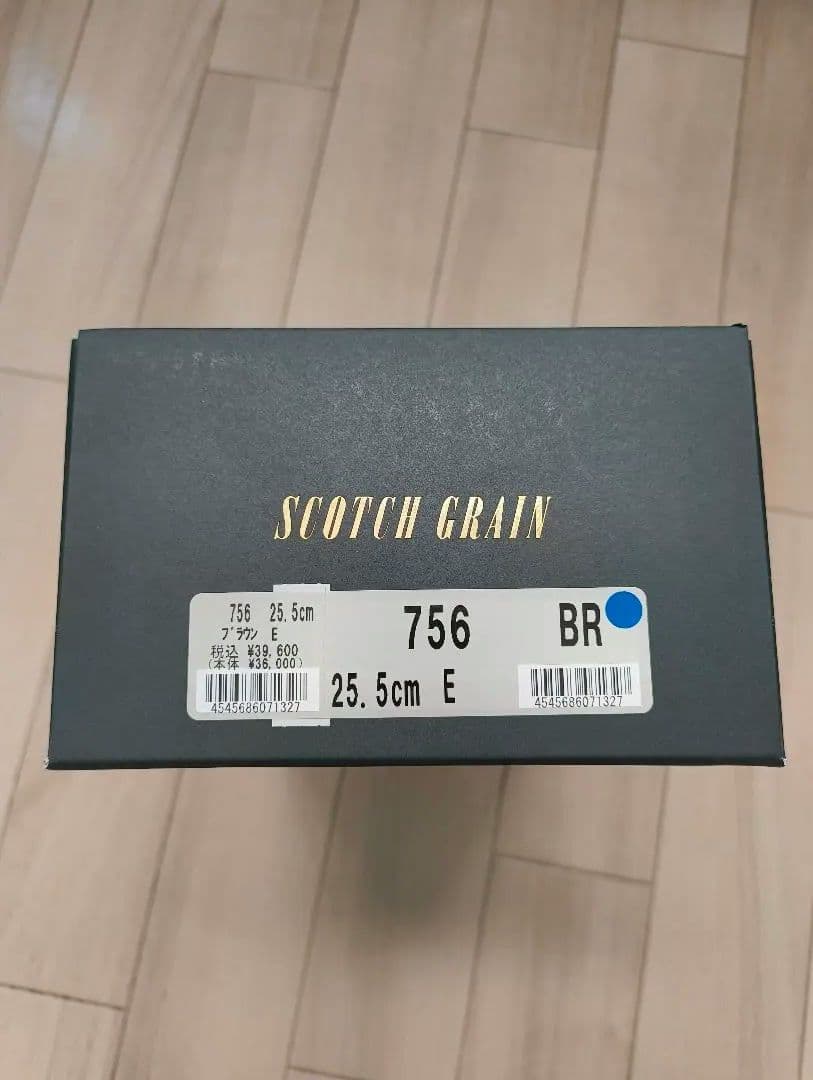 SCOTCH GRAIN
756 25.5cm
ブラウン E
税込 ¥39,600
(本体 ¥36,000)
4545686071327
756 BR
25.5cm E
4545686071327